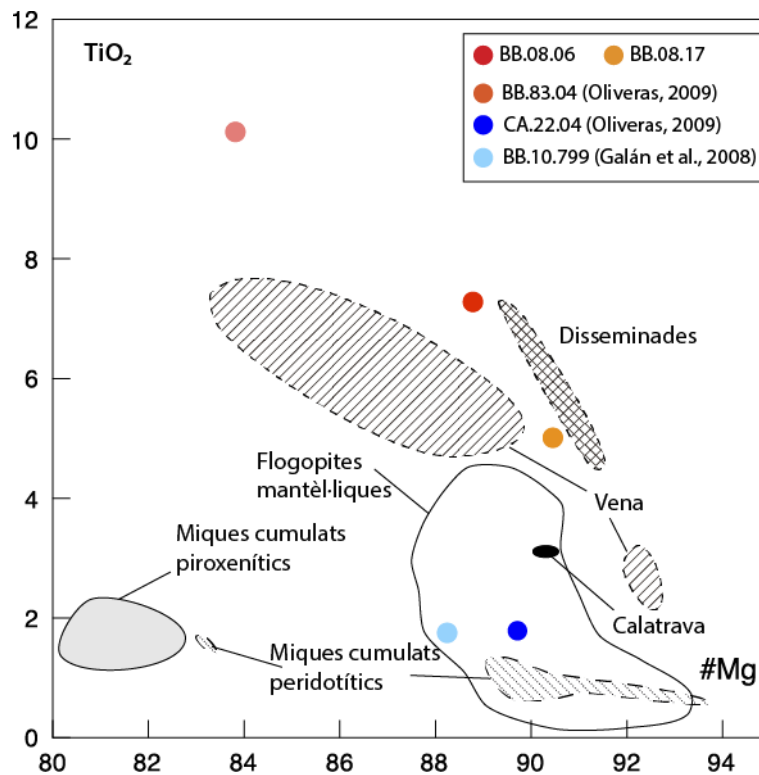 12
TiO₂
BB.08.06
BB.08.17
BB.83.04 (Oliveras, 2009)
CA.22.04 (Oliveras, 2009)
BB.10.799 (Galán et al., 2008)
10
8
Disseminades
6
Flogopites
mantèl·liques
Vena
4
Miques cumulats
piroxenítics
Calatrava
2
Miques cumulats
peridotítics
#Mg
0
80 82 84 86 88 90 92 94